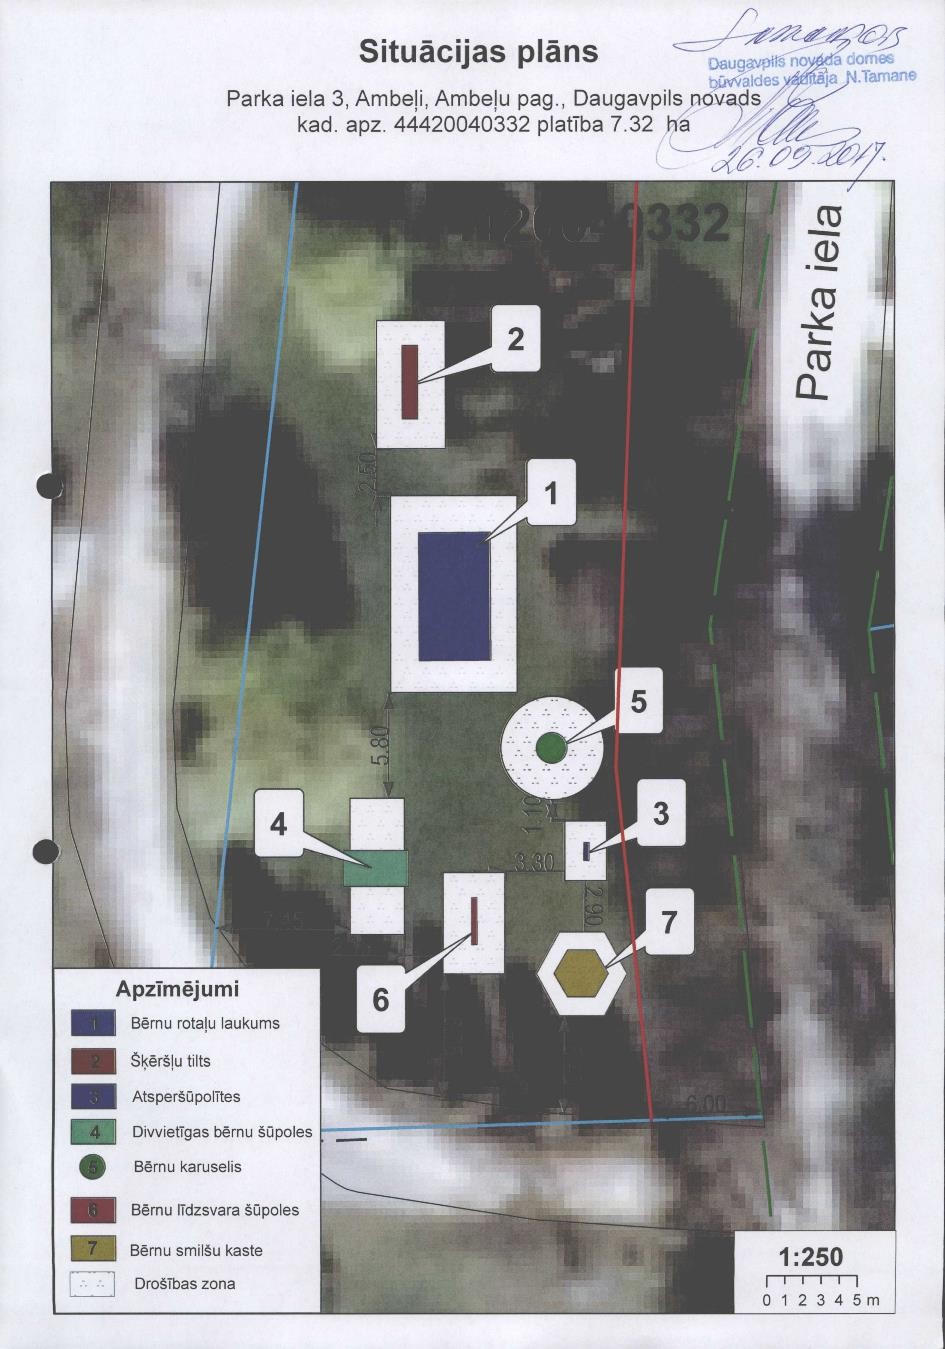 Situācijas plāns
Daugavpils novada domes
būvvaldes vadītāja N.Tamane
Parka iela 3, Ambeļi, Ambeļu pag., Daugavpils novads
kad. apz. 44420040332 platība 7.32 ha
26.09.2017.
0332
Parka iela
2
2.50
1
5
5.80
1.10
3
4
3.30
2.90
7
7.15
6
6.00
Apzīmējumi
1 Bērnu rotaļu laukums
2 Šķēršļu tilts
3 Atsperšūpolītes
4 Divvietīgas bērnu šūpoles
5 Bērnu karuselis
6 Bērnu līdzsvara šūpoles
7 Bērnu smilšu kaste
Drošības zona
1:250
0 1 2 3 4 5 m